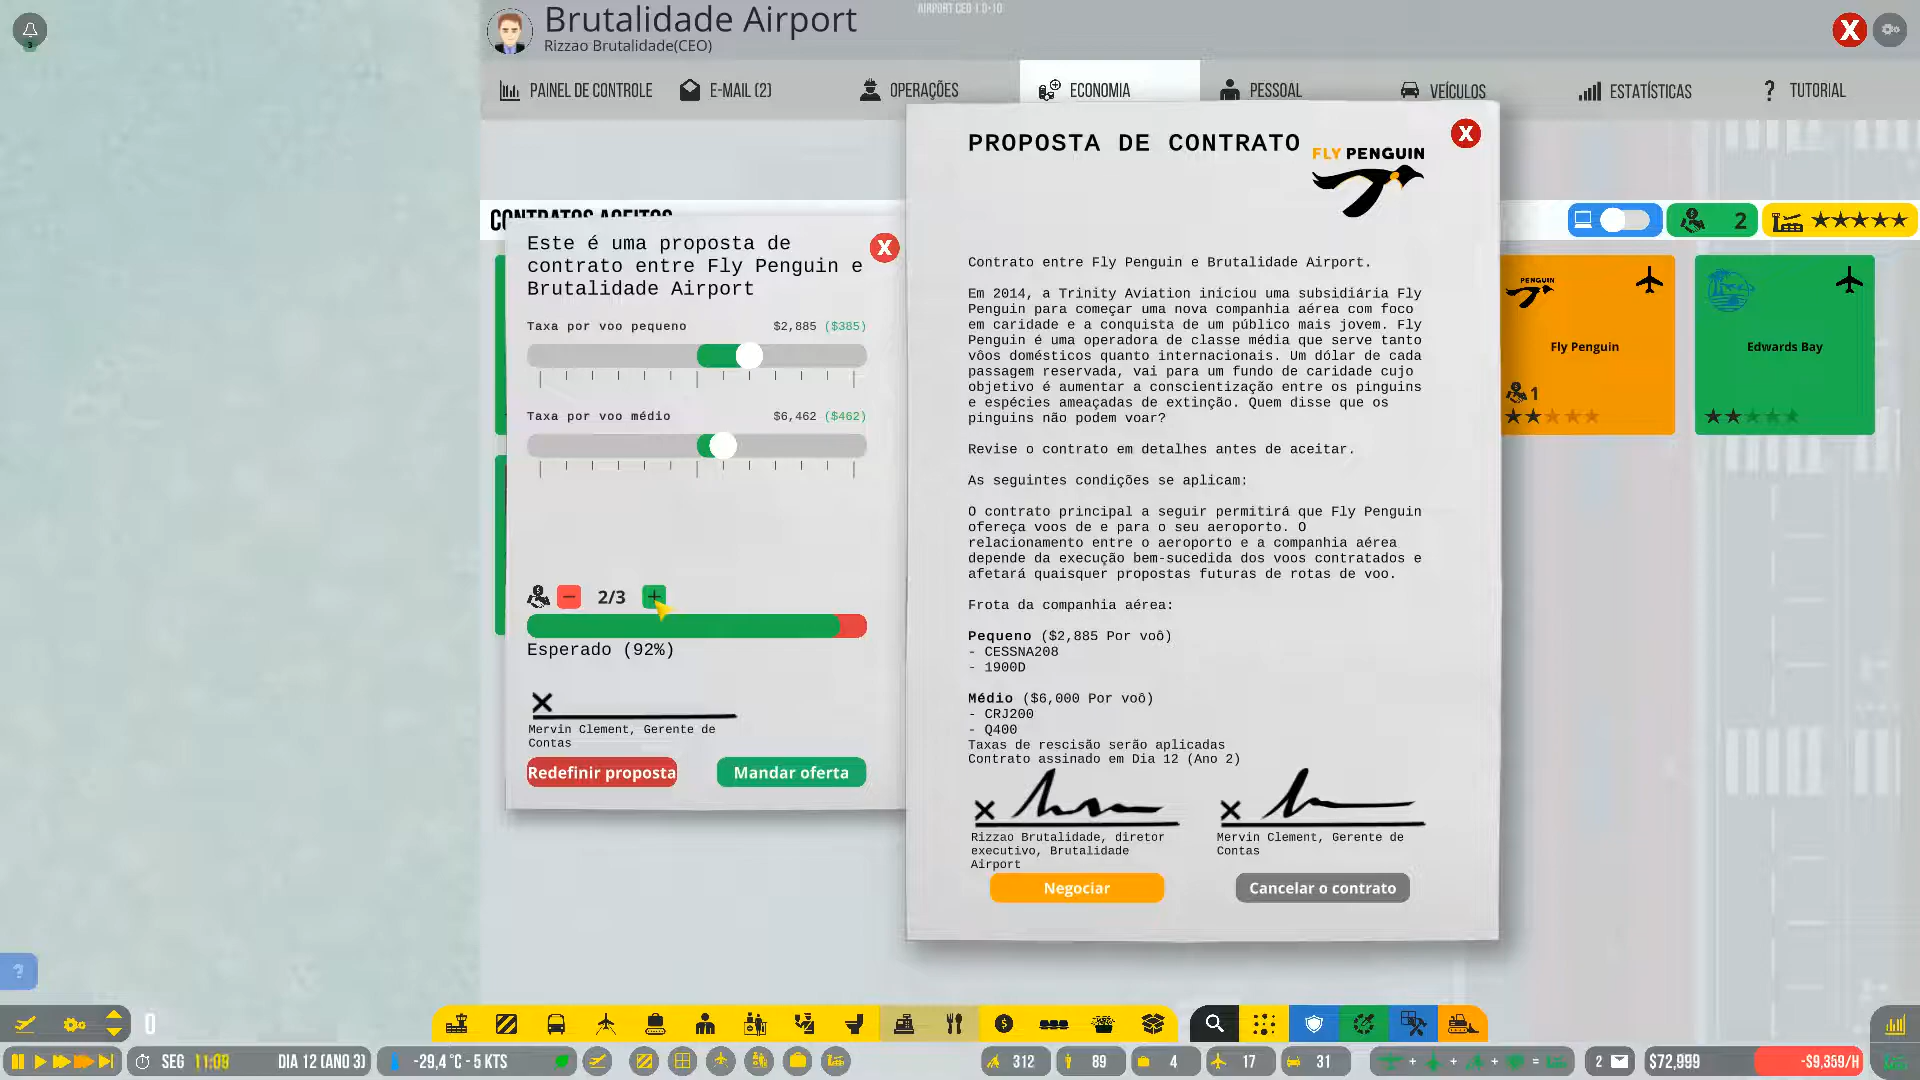 AIRPORT CEO 1.0-10
Brutalidade Airport
Rizzao Brutalidade(CEO)
3
X
PAINEL DE CONTROLE
E-MAIL (2)
OPERAÇÕES
ECONOMIA
PESSOAL
VEÍCULOS
ESTATÍSTICAS
? TUTORIAL
CONTRATOS ACEITOS
2
Este é uma proposta de
contrato entre Fly Penguin e
Brutalidade Airport
X
Taxa por voo pequeno $2,885 ($385)
Taxa por voo médio $6,462 ($462)
2/3
Esperado (92%)
Mervin Clement, Gerente de
Contas
Redefinir proposta
Mandar oferta
PROPOSTA DE CONTRATO
FLY PENGUIN
X
Contrato entre Fly Penguin e Brutalidade Airport.
Em 2014, a Trinity Aviation iniciou uma subsidiária Fly
Penguin para começar uma nova companhia aérea com foco
em caridade e a conquista de um público mais jovem. Fly
Penguin é uma operadora de classe média que serve tanto
vôos domésticos quanto internacionais. Um dólar de cada
passagem reservada, vai para um fundo de caridade cujo
objetivo é aumentar a conscientização entre os pinguins
e espécies ameaçadas de extinção. Quem disse que os
pinguins não podem voar?
Revise o contrato em detalhes antes de aceitar.
As seguintes condições se aplicam:
O contrato principal a seguir permitirá que Fly Penguin
ofereça voos de e para o seu aeroporto. O
relacionamento entre o aeroporto e a companhia aérea
depende da execução bem-sucedida dos voos contratados e
afetará quaisquer propostas futuras de rotas de voo.
Frota da companhia aérea:
Pequeno ($2,885 Por voô)
- CESSNA208
- 1900D
Médio ($6,000 Por voô)
- CRJ200
- Q400
Taxas de rescisão serão aplicadas
Contrato assinado em Dia 12 (Ano 2)
Rizzao Brutalidade, diretor
executivo, Brutalidade
Airport
Mervin Clement, Gerente de
Contas
Negociar
Cancelar o contrato
PENGUIN
Fly Penguin
1
Edwards Bay
?
0
SEG 11:09 DIA 12 (ANO 3)
-29,4 °C - 5 KTS
312
89
4
17
31
2
$72,999
-$9,359/H